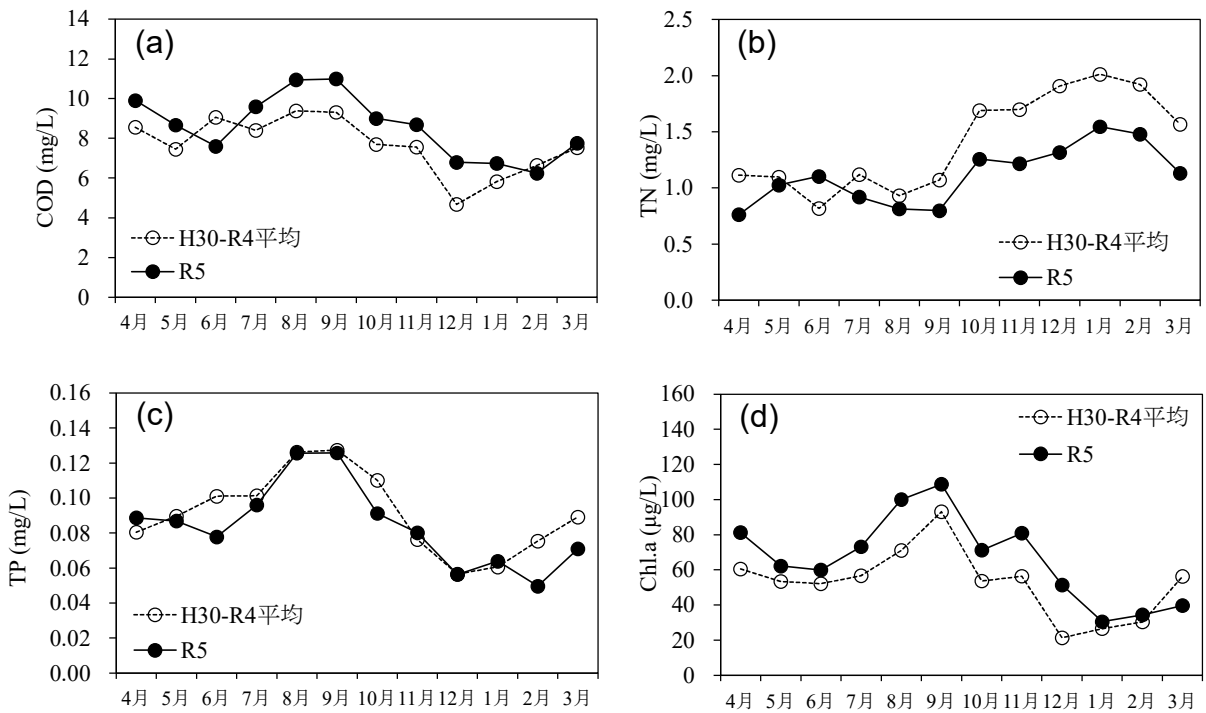 (a)
COD (mg/L)
14
12
10
8
6
4
2
0
H30-R4平均
R5
4月 5月 6月 7月 8月 9月 10月 11月 12月 1月 2月 3月
(b)
TN (mg/L)
2.5
2.0
1.5
1.0
0.5
0.0
H30-R4平均
R5
4月 5月 6月 7月 8月 9月 10月 11月 12月 1月 2月 3月
(c)
TP (mg/L)
0.16
0.14
0.12
0.10
0.08
0.06
0.04
0.02
0.00
H30-R4平均
R5
4月 5月 6月 7月 8月 9月 10月 11月 12月 1月 2月 3月
(d)
Chl.a (μg/L)
160
140
120
100
80
60
40
20
0
H30-R4平均
R5
4月 5月 6月 7月 8月 9月 10月 11月 12月 1月 2月 3月